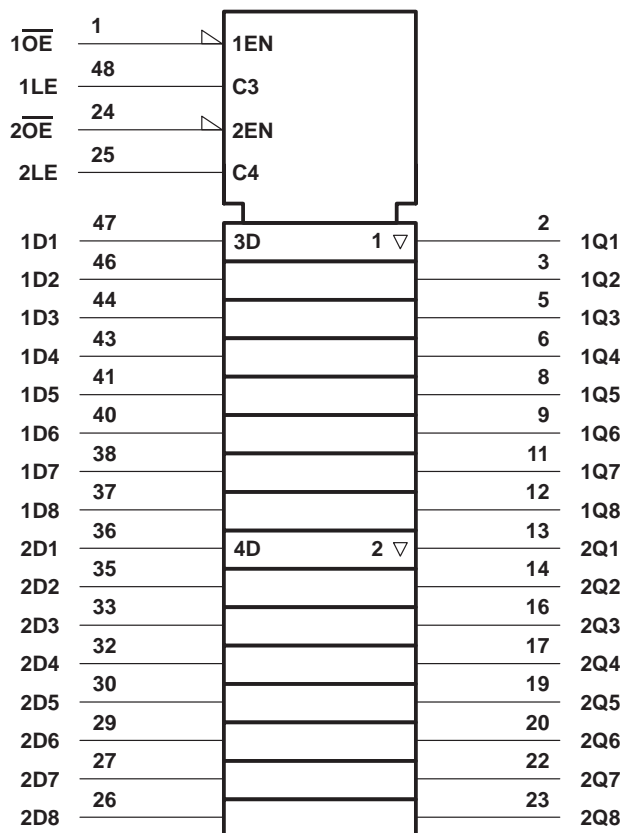 1O̅E̅ 1 1EN
1LE 48 C3
2O̅E̅ 24 2EN
2LE 25 C4
1D1 47 3D 1 ▽ 2 1Q1
1D2 46 3 1Q2
1D3 44 5 1Q3
1D4 43 6 1Q4
1D5 41 8 1Q5
1D6 40 9 1Q6
1D7 38 11 1Q7
1D8 37 12 1Q8
2D1 36 4D 2 ▽ 13 2Q1
2D2 35 14 2Q2
2D3 33 16 2Q3
2D4 32 17 2Q4
2D5 30 19 2Q5
2D6 29 20 2Q6
2D7 27 22 2Q7
2D8 26 23 2Q8